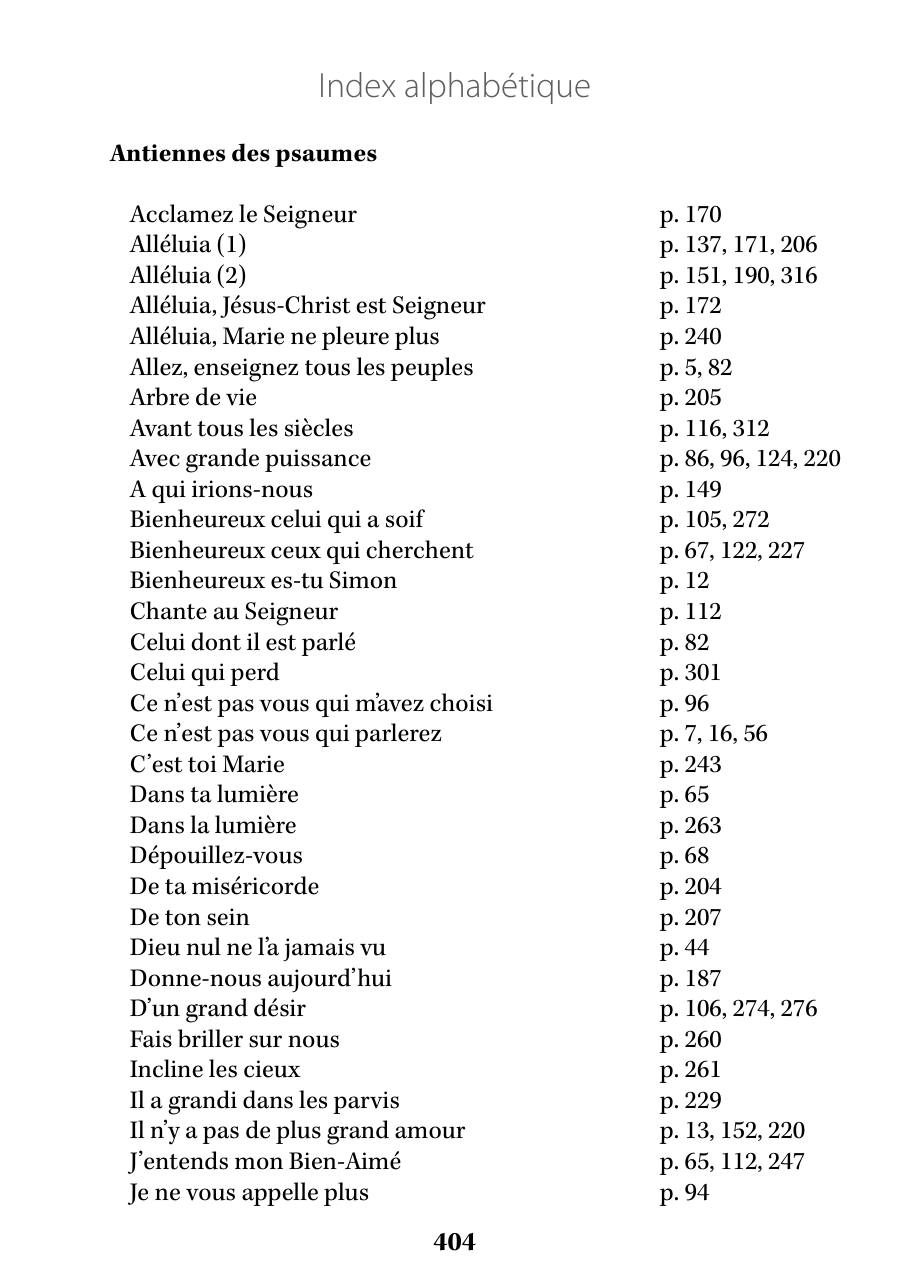 Index alphabétique
Antiennes des psaumes
Acclamez le Seigneur p. 170
Alléluia (1) p. 137, 171, 206
Alléluia (2) p. 151, 190, 316
Alléluia, Jésus-Christ est Seigneur p. 172
Alléluia, Marie ne pleure plus p. 240
Allez, enseignez tous les peuples p. 5, 82
Arbre de vie p. 205
Avant tous les siècles p. 116, 312
Avec grande puissance p. 86, 96, 124, 220
A qui irions-nous p. 149
Bienheureux celui qui a soif p. 105, 272
Bienheureux ceux qui cherchent p. 67, 122, 227
Bienheureux es-tu Simon p. 12
Chante au Seigneur p. 112
Celui dont il est parlé p. 82
Celui qui perd p. 301
Ce n’est pas vous qui m’avez choisi p. 96
Ce n’est pas vous qui parlerez p. 7, 16, 56
C’est toi Marie p. 243
Dans ta lumière p. 65
Dans la lumière p. 263
Dépouillez-vous p. 68
De ta miséricorde p. 204
De ton sein p. 207
Dieu nul ne l’a jamais vu p. 44
Donne-nous aujourd’hui p. 187
D’un grand désir p. 106, 274, 276
Fais briller sur nous p. 260
Incline les cieux p. 261
Il a grandi dans les parvis p. 229
Il n’y a pas de plus grand amour p. 13, 152, 220
J’entends mon Bien-Aimé p. 65, 112, 247
Je ne vous appelle plus p. 94
404